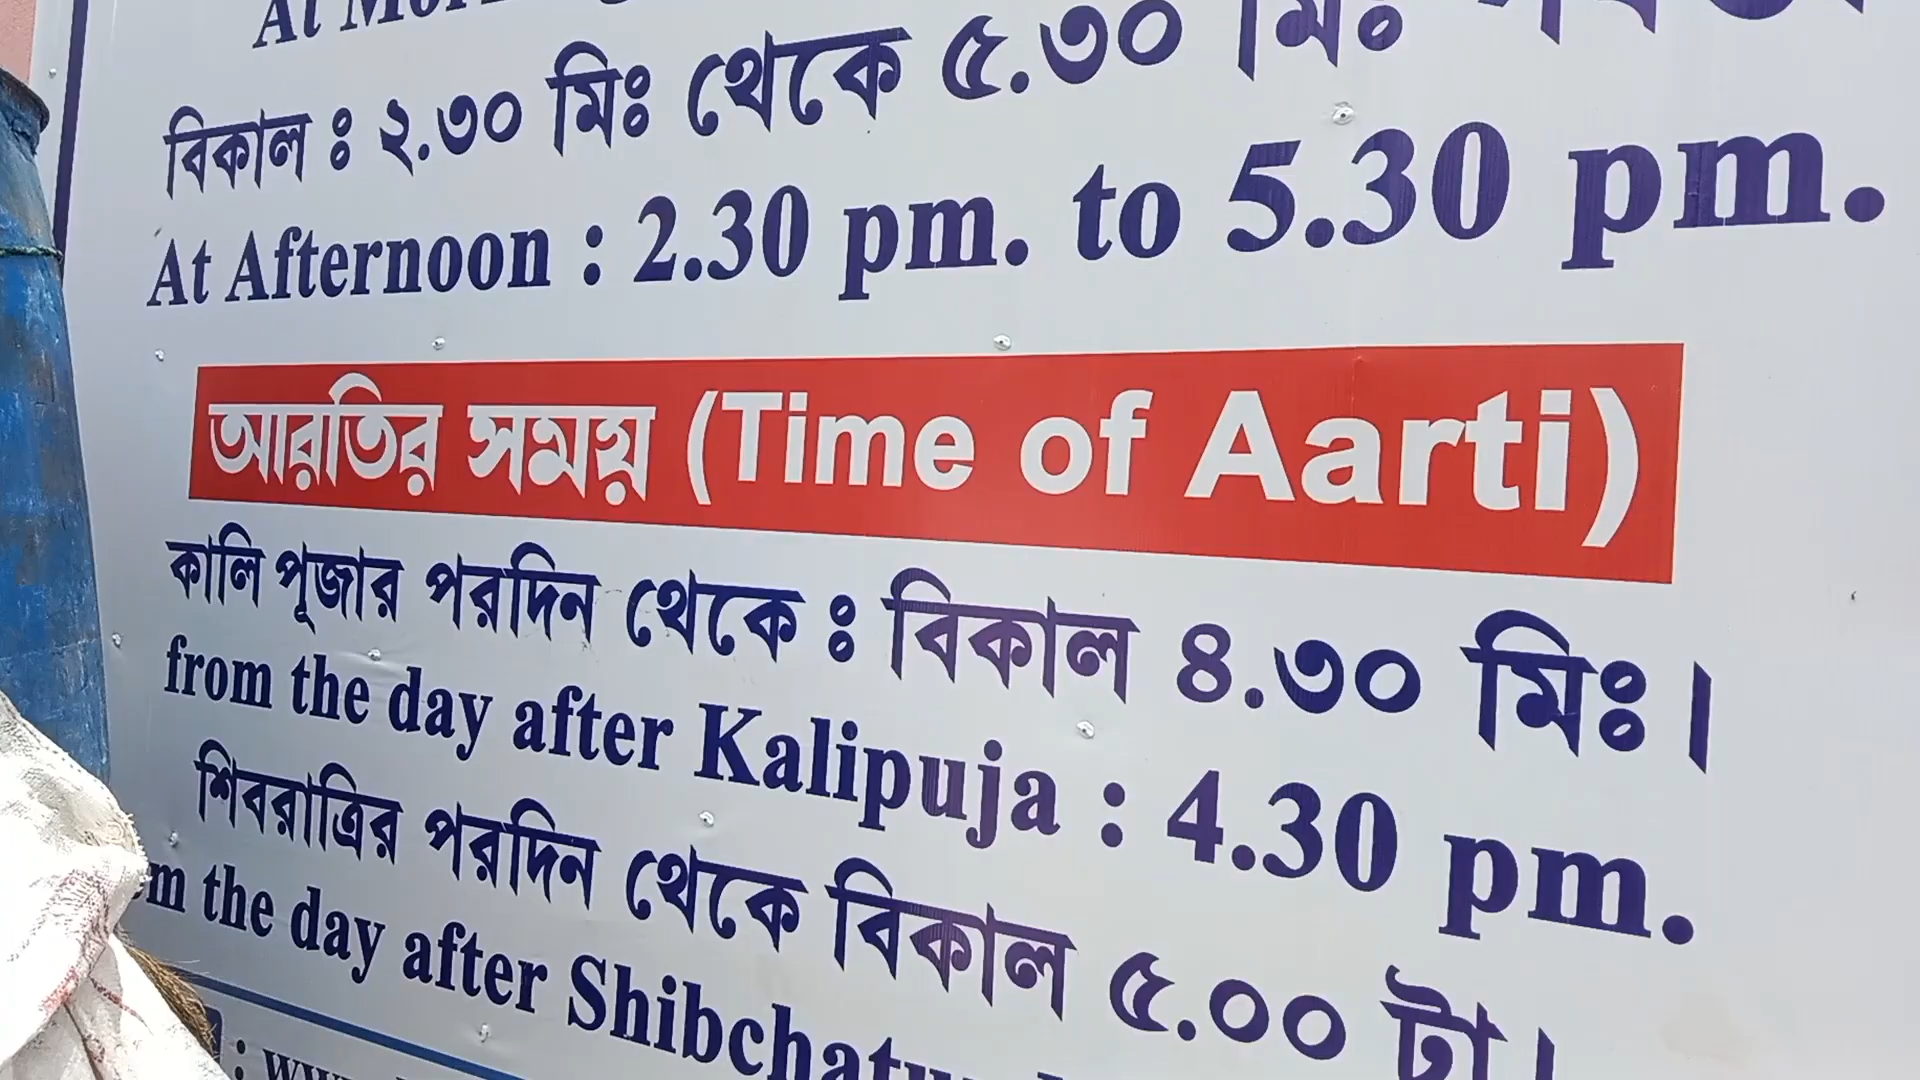 At
বিকাল : ২.৩০ মিঃ থেকে ৫.৩০ মিঃ
At Afternoon : 2.30 pm. to 5.30 pm.
আরতির সময় (Time of Aarti)
কালি পূজার পরদিন থেকে : বিকাল ৪.৩০ মিঃ।
from the day after Kalipuja : 4.30 pm.
শিবরাত্রির পরদিন থেকে বিকাল ৫.০০ টা।
the day after